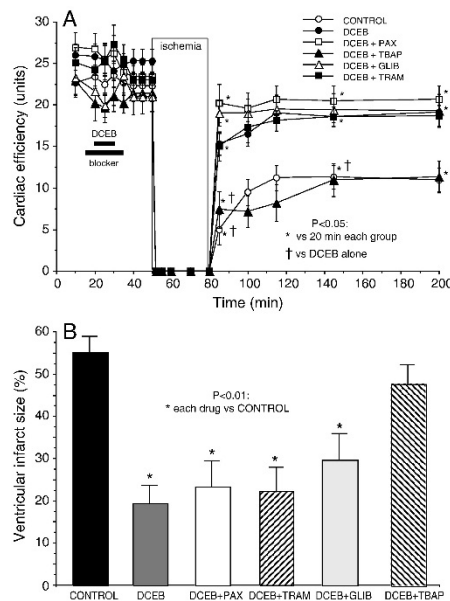 A
CONTROL
DCEB
DCEB + PAX
DCEB + TBAP
DCEB + GLIB
DCEB + TRAM
ischemia
Cardiac efficiency (units)
40
35
30
25
20
15
10
5
0
DCEB
blocker
* † * † * †
P<0.05:
* vs 20 min each group
† vs DCEB alone
0 20 40 60 80 100 120 140 160 180 200
Time (min)
B
Ventricular infarct size (%)
60
50
40
30
20
10
0
P<0.01:
* each drug vs CONTROL
* * * *
CONTROL DCEB DCEB+PAX DCEB+TRAM DCEB+GLIB DCEB+TBAP